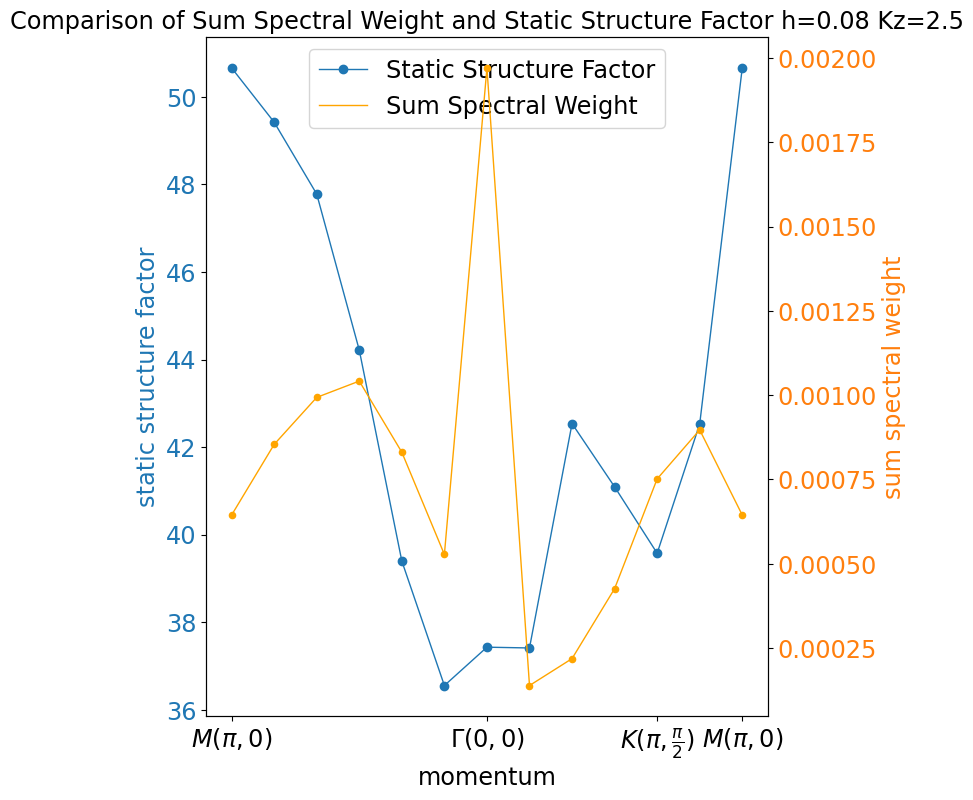 Comparison of Sum Spectral Weight and Static Structure Factor h=0.08 Kz=2.5
Static Structure Factor
Sum Spectral Weight
50
48
46
44
42
40
38
36
static structure factor
0.00200
0.00175
0.00150
0.00125
0.00100
0.00075
0.00050
0.00025
sum spectral weight
M(π, 0) Γ(0, 0) K(π, π/2) M(π, 0)
momentum